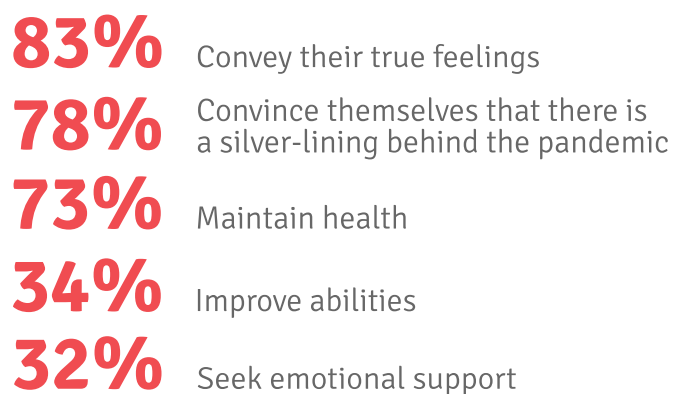 83% Convey their true feelings
78% Convince themselves that there is
a silver-lining behind the pandemic
73% Maintain health
34% Improve abilities
32% Seek emotional support